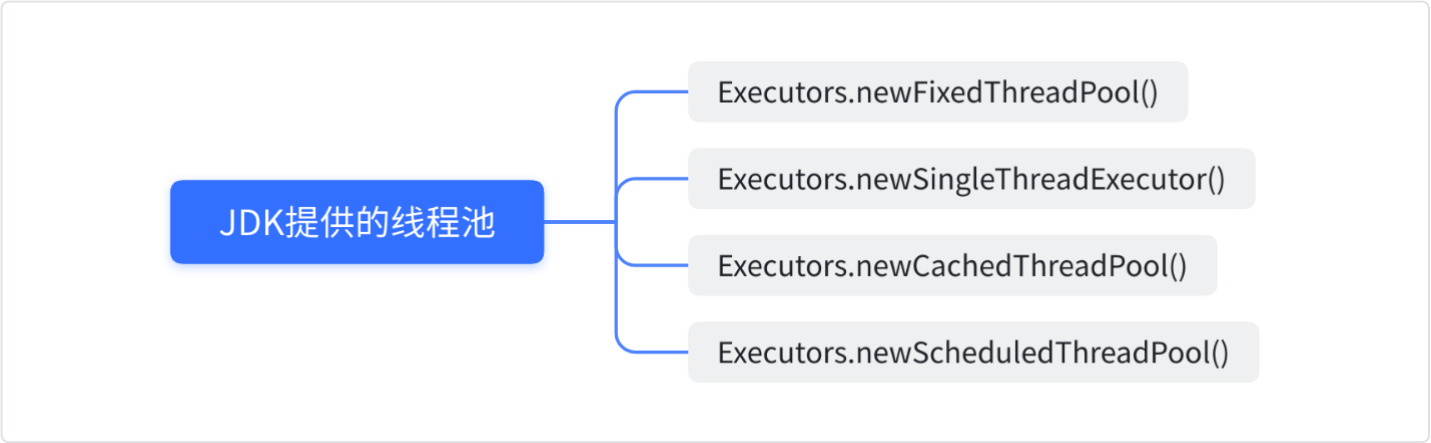 JDK提供的线程池
Executors.newFixedThreadPool()
Executors.newSingleThreadExecutor()
Executors.newCachedThreadPool()
Executors.newScheduledThreadPool()